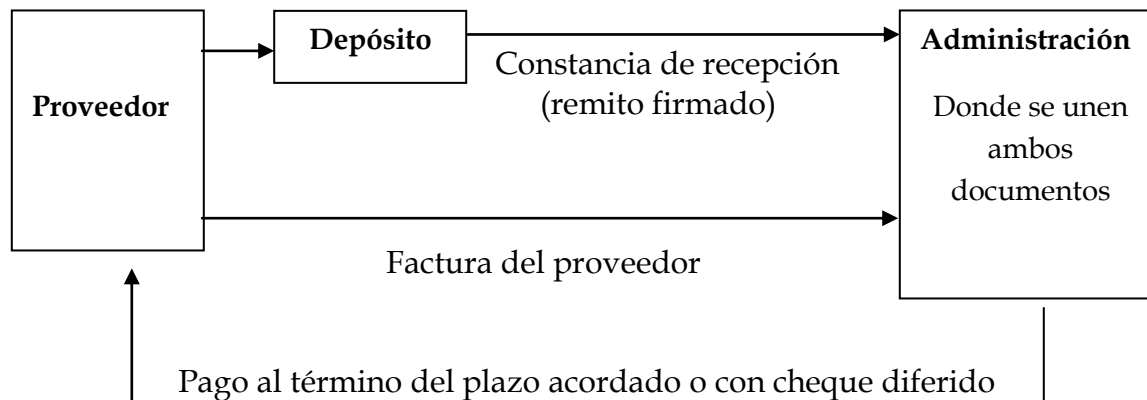 Proveedor
Depósito
Constancia de recepción
(remito firmado)
Administración
Donde se unen
ambos
documentos
Factura del proveedor
Pago al término del plazo acordado o con cheque diferido